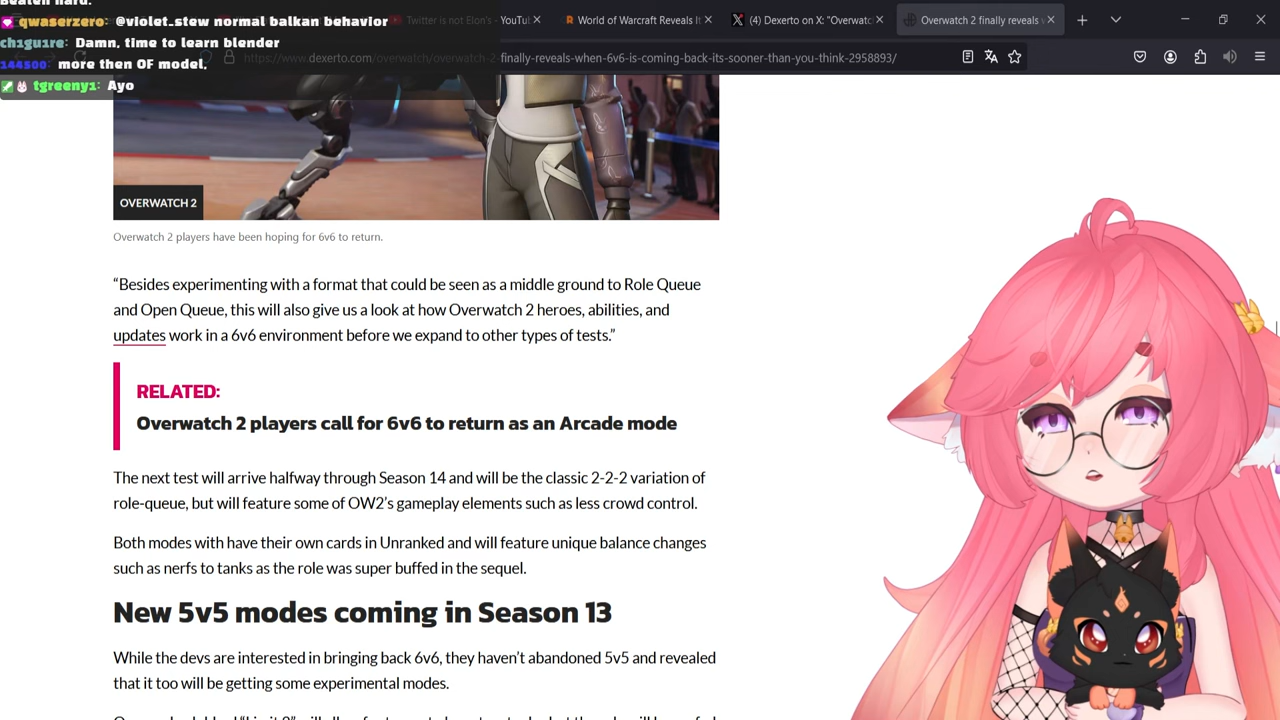 qwaserzero: @violet.stew normal balkan behavior
ch1gu1re: Damn, time to learn blender
144500: more then OF model,
tgreeny1: Ayo
Twitter is not Elon's - YouTu
World of Warcraft Reveals It
(4) Dexerto on X: "Overwatc
Overwatch 2 finally reveals
https://www.dexerto.com/overwatch/overwatch-2-finally-reveals-when-6v6-is-coming-back-its-sooner-than-you-think-2958893/
OVERWATCH 2
Overwatch 2 players have been hoping for 6v6 to return.
“Besides experimenting with a format that could be seen as a middle ground to Role Queue
and Open Queue, this will also give us a look at how Overwatch 2 heroes, abilities, and
updates work in a 6v6 environment before we expand to other types of tests.”
RELATED:
Overwatch 2 players call for 6v6 to return as an Arcade mode
The next test will arrive halfway through Season 14 and will be the classic 2-2-2 variation of
role-queue, but will feature some of OW2’s gameplay elements such as less crowd control.
Both modes with have their own cards in Unranked and will feature unique balance changes
such as nerfs to tanks as the role was super buffed in the sequel.
New 5v5 modes coming in Season 13
While the devs are interested in bringing back 6v6, they haven’t abandoned 5v5 and revealed
that it too will be getting some experimental modes.